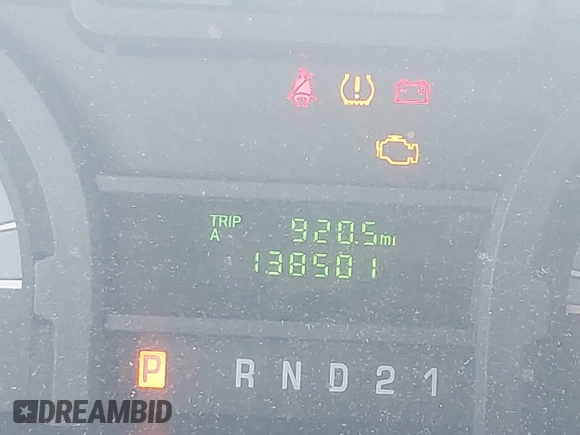 TRIP 920.5mi
A
138501
P R N D 2 1
DREAMBID